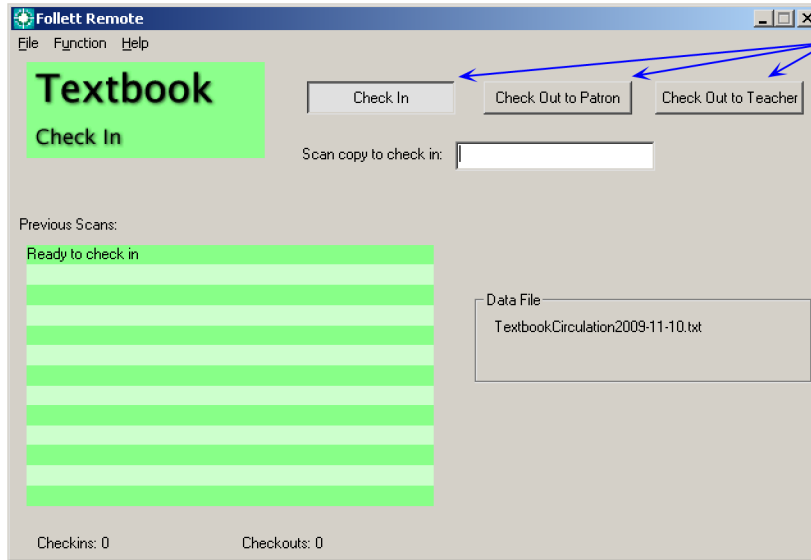 Follett Remote
File Function Help
Textbook
Check In
Check In Check Out to Patron Check Out to Teacher
Scan copy to check in:
Previous Scans:
Ready to check in
Data File
TextbookCirculation2009-11-10.txt
Checkins: 0 Checkouts: 0